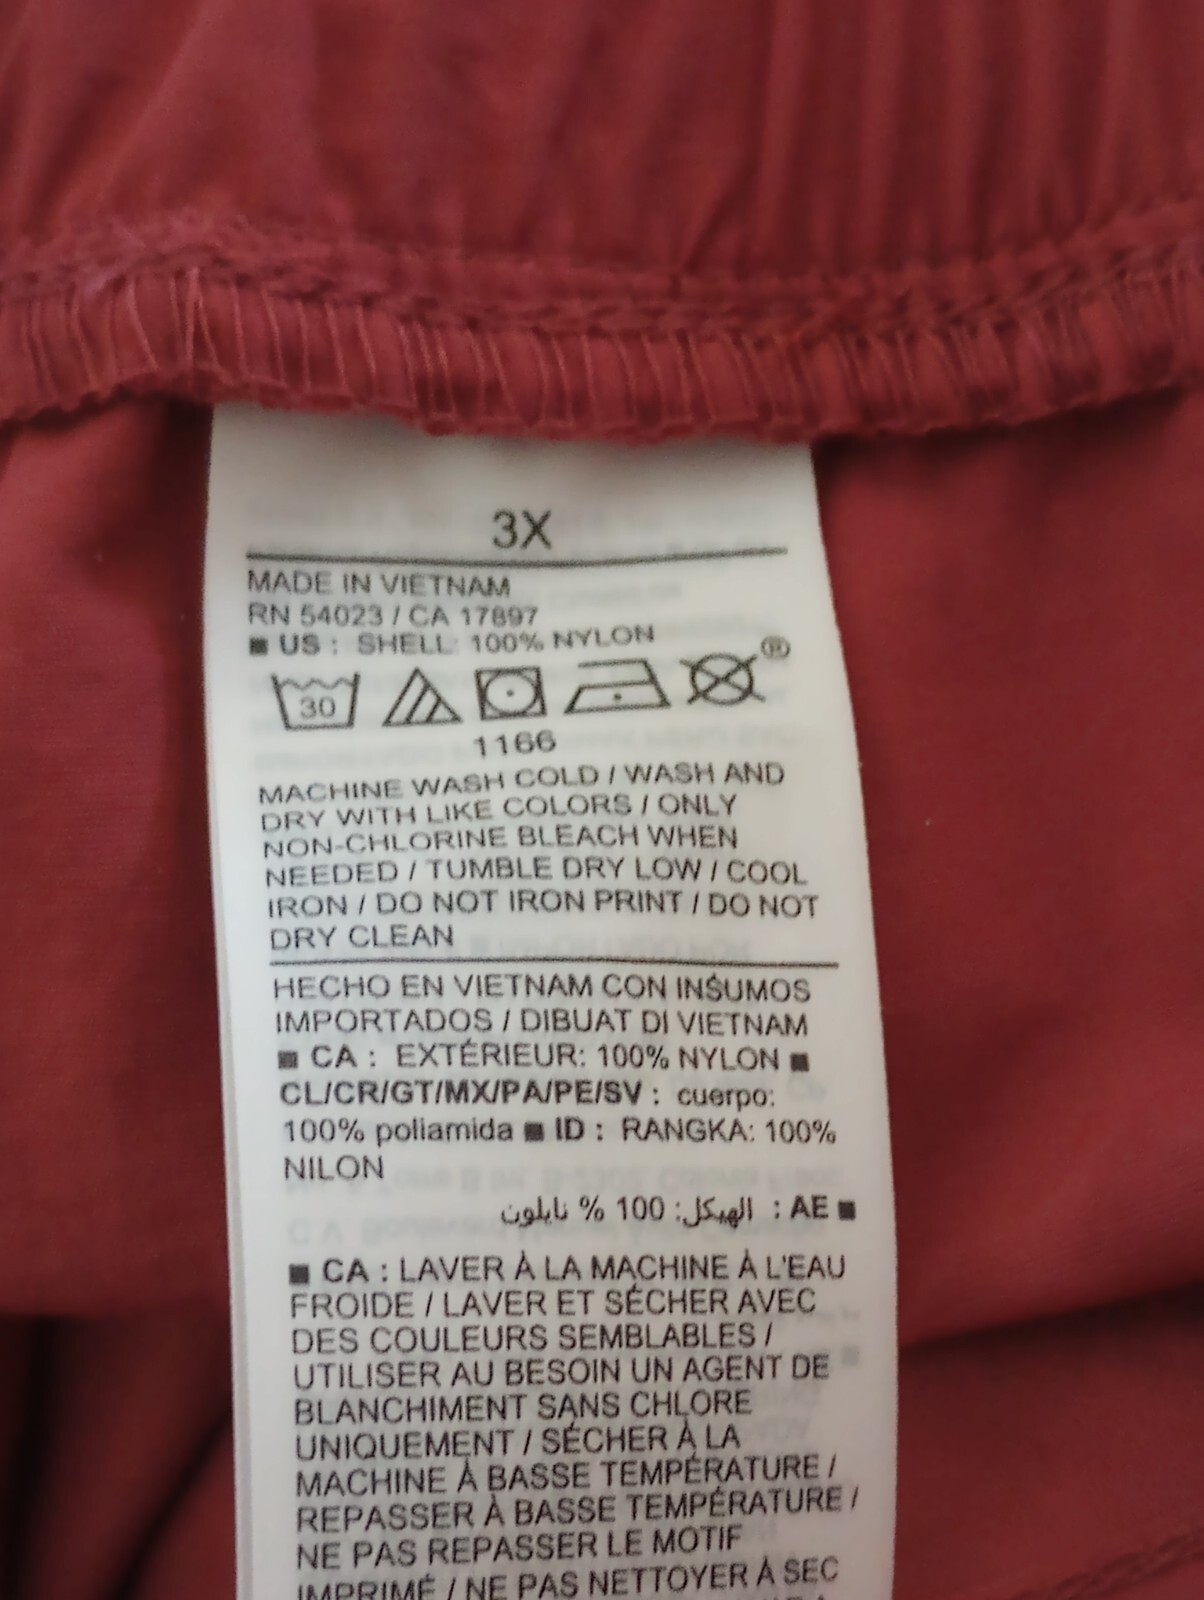 3X
MADE IN VIETNAM
RN 54023 / CA 17897
■ US : SHELL: 100% NYLON
30 ®
1166
MACHINE WASH COLD / WASH AND
DRY WITH LIKE COLORS / ONLY
NON-CHLORINE BLEACH WHEN
NEEDED / TUMBLE DRY LOW / COOL
IRON / DO NOT IRON PRINT / DO NOT
DRY CLEAN
HECHO EN VIETNAM CON INSUMOS
IMPORTADOS / DIBUAT DI VIETNAM
■ CA : EXTÉRIEUR: 100% NYLON ■
CL/CR/GT/MX/PA/PE/SV : cuerpo:
100% poliamida ■ ID : RANGKA: 100%
NILON
■ AE : الهيكل: 100 % نايلون
■ CA : LAVER À LA MACHINE À L'EAU
FROIDE / LAVER ET SÉCHER AVEC
DES COULEURS SEMBLABLES /
UTILISER AU BESOIN UN AGENT DE
BLANCHIMENT SANS CHLORE
UNIQUEMENT / SÉCHER À LA
MACHINE À BASSE TEMPÉRATURE /
REPASSER À BASSE TEMPÉRATURE /
NE PAS REPASSER LE MOTIF
IMPRIMÉ / NE PAS NETTOYER À SEC